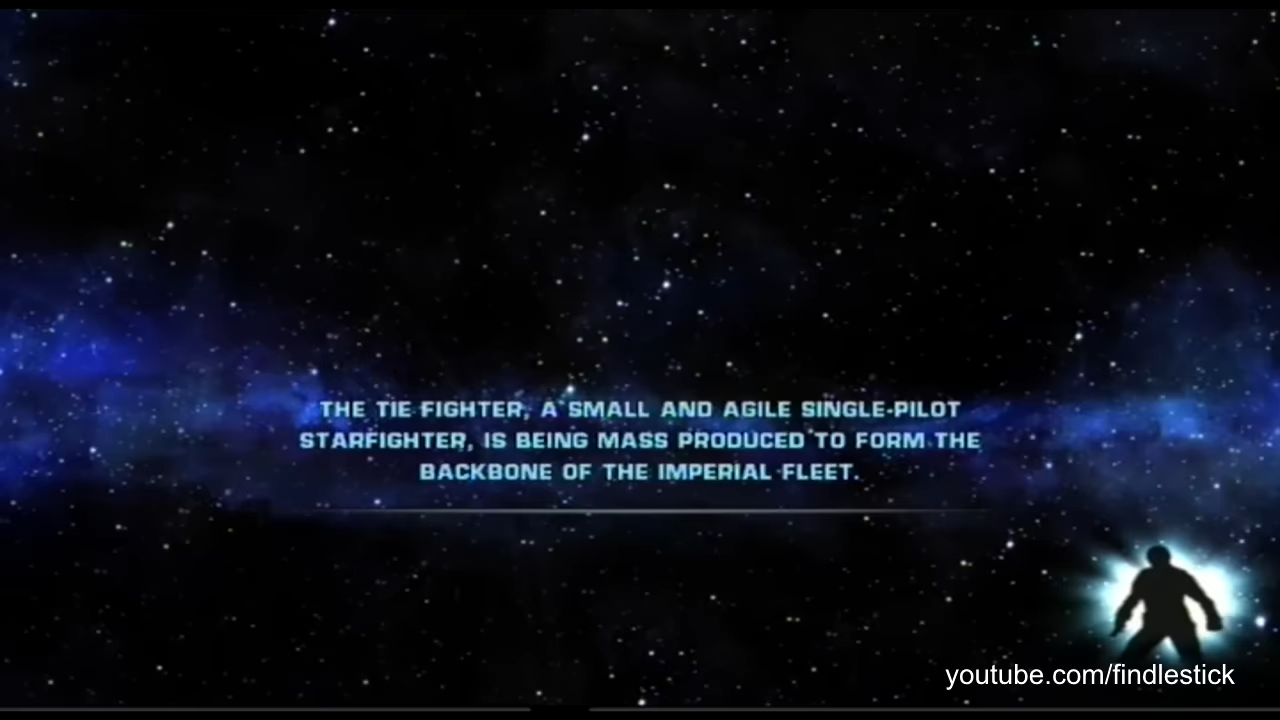 THE TIE FIGHTER, A SMALL AND AGILE SINGLE-PILOT
STARFIGHTER, IS BEING MASS PRODUCED TO FORM THE
BACKBONE OF THE IMPERIAL FLEET.
youtube.com/findlestick